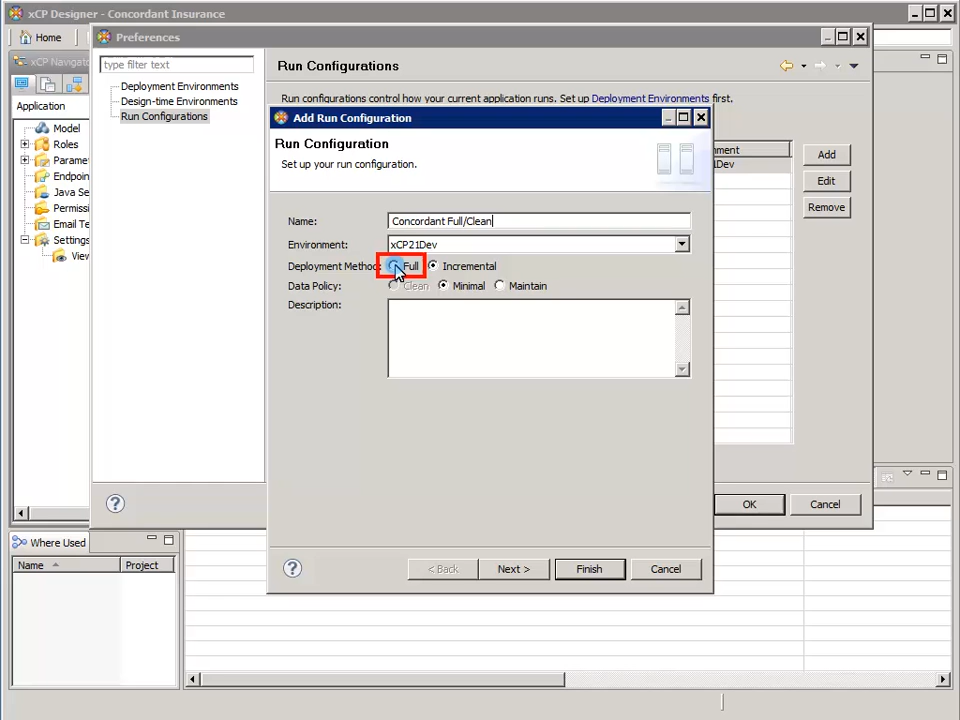 xCP Designer - Concordant Insurance
Home
Preferences
xCP Navigato
type filter text
Run Configurations
Deployment Environments
Design-time Environments
Run Configurations
Run configurations control how your current application runs. Set up Deployment Environments first.
Application
Model
Roles
Parame
Endpoin
Java Se
Permissi
Email Te
Settings
View
Add Run Configuration
Run Configuration
Set up your run configuration.
nment
Dev
Add
Edit
Remove
Name:
Concordant Full/Clean
Environment:
xCP21Dev
Deployment Method:
Full
Incremental
Data Policy:
Clean
Minimal
Maintain
Description:
OK
Cancel
Where Used
Name
Project
< Back
Next >
Finish
Cancel